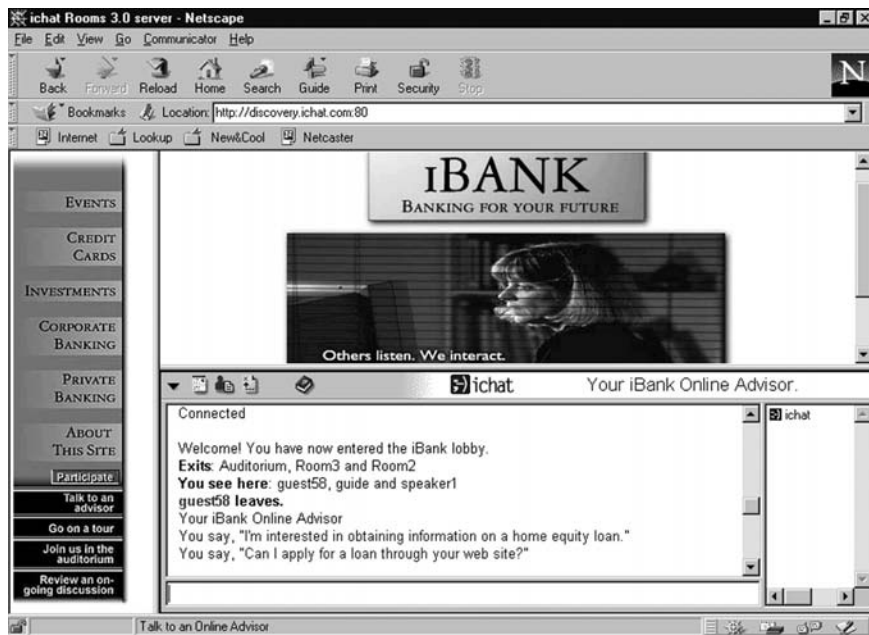 ichat Rooms 3.0 server - Netscape
File Edit View Go Communicator Help
Back Forward Reload Home Search Guide Print Security Stop
N
Bookmarks Location: http://discovery.ichat.com:80
Internet Lookup New&Cool Netcaster
EVENTS
CREDIT
CARDS
INVESTMENTS
CORPORATE
BANKING
PRIVATE
BANKING
ABOUT
THIS SITE
Participate
Talk to an
advisor
Go on a tour
Join us in the
auditorium
Review an on-
going discussion
iBANK
BANKING FOR YOUR FUTURE
Others listen. We interact.
ichat Your iBank Online Advisor.
Connected
Welcome! You have now entered the iBank lobby.
Exits: Auditorium, Room3 and Room2
You see here: guest58, guide and speaker1
guest58 leaves.
Your iBank Online Advisor
You say, "I'm interested in obtaining information on a home equity loan."
You say, "Can I apply for a loan through your web site?"
ichat
Talk to an Online Advisor